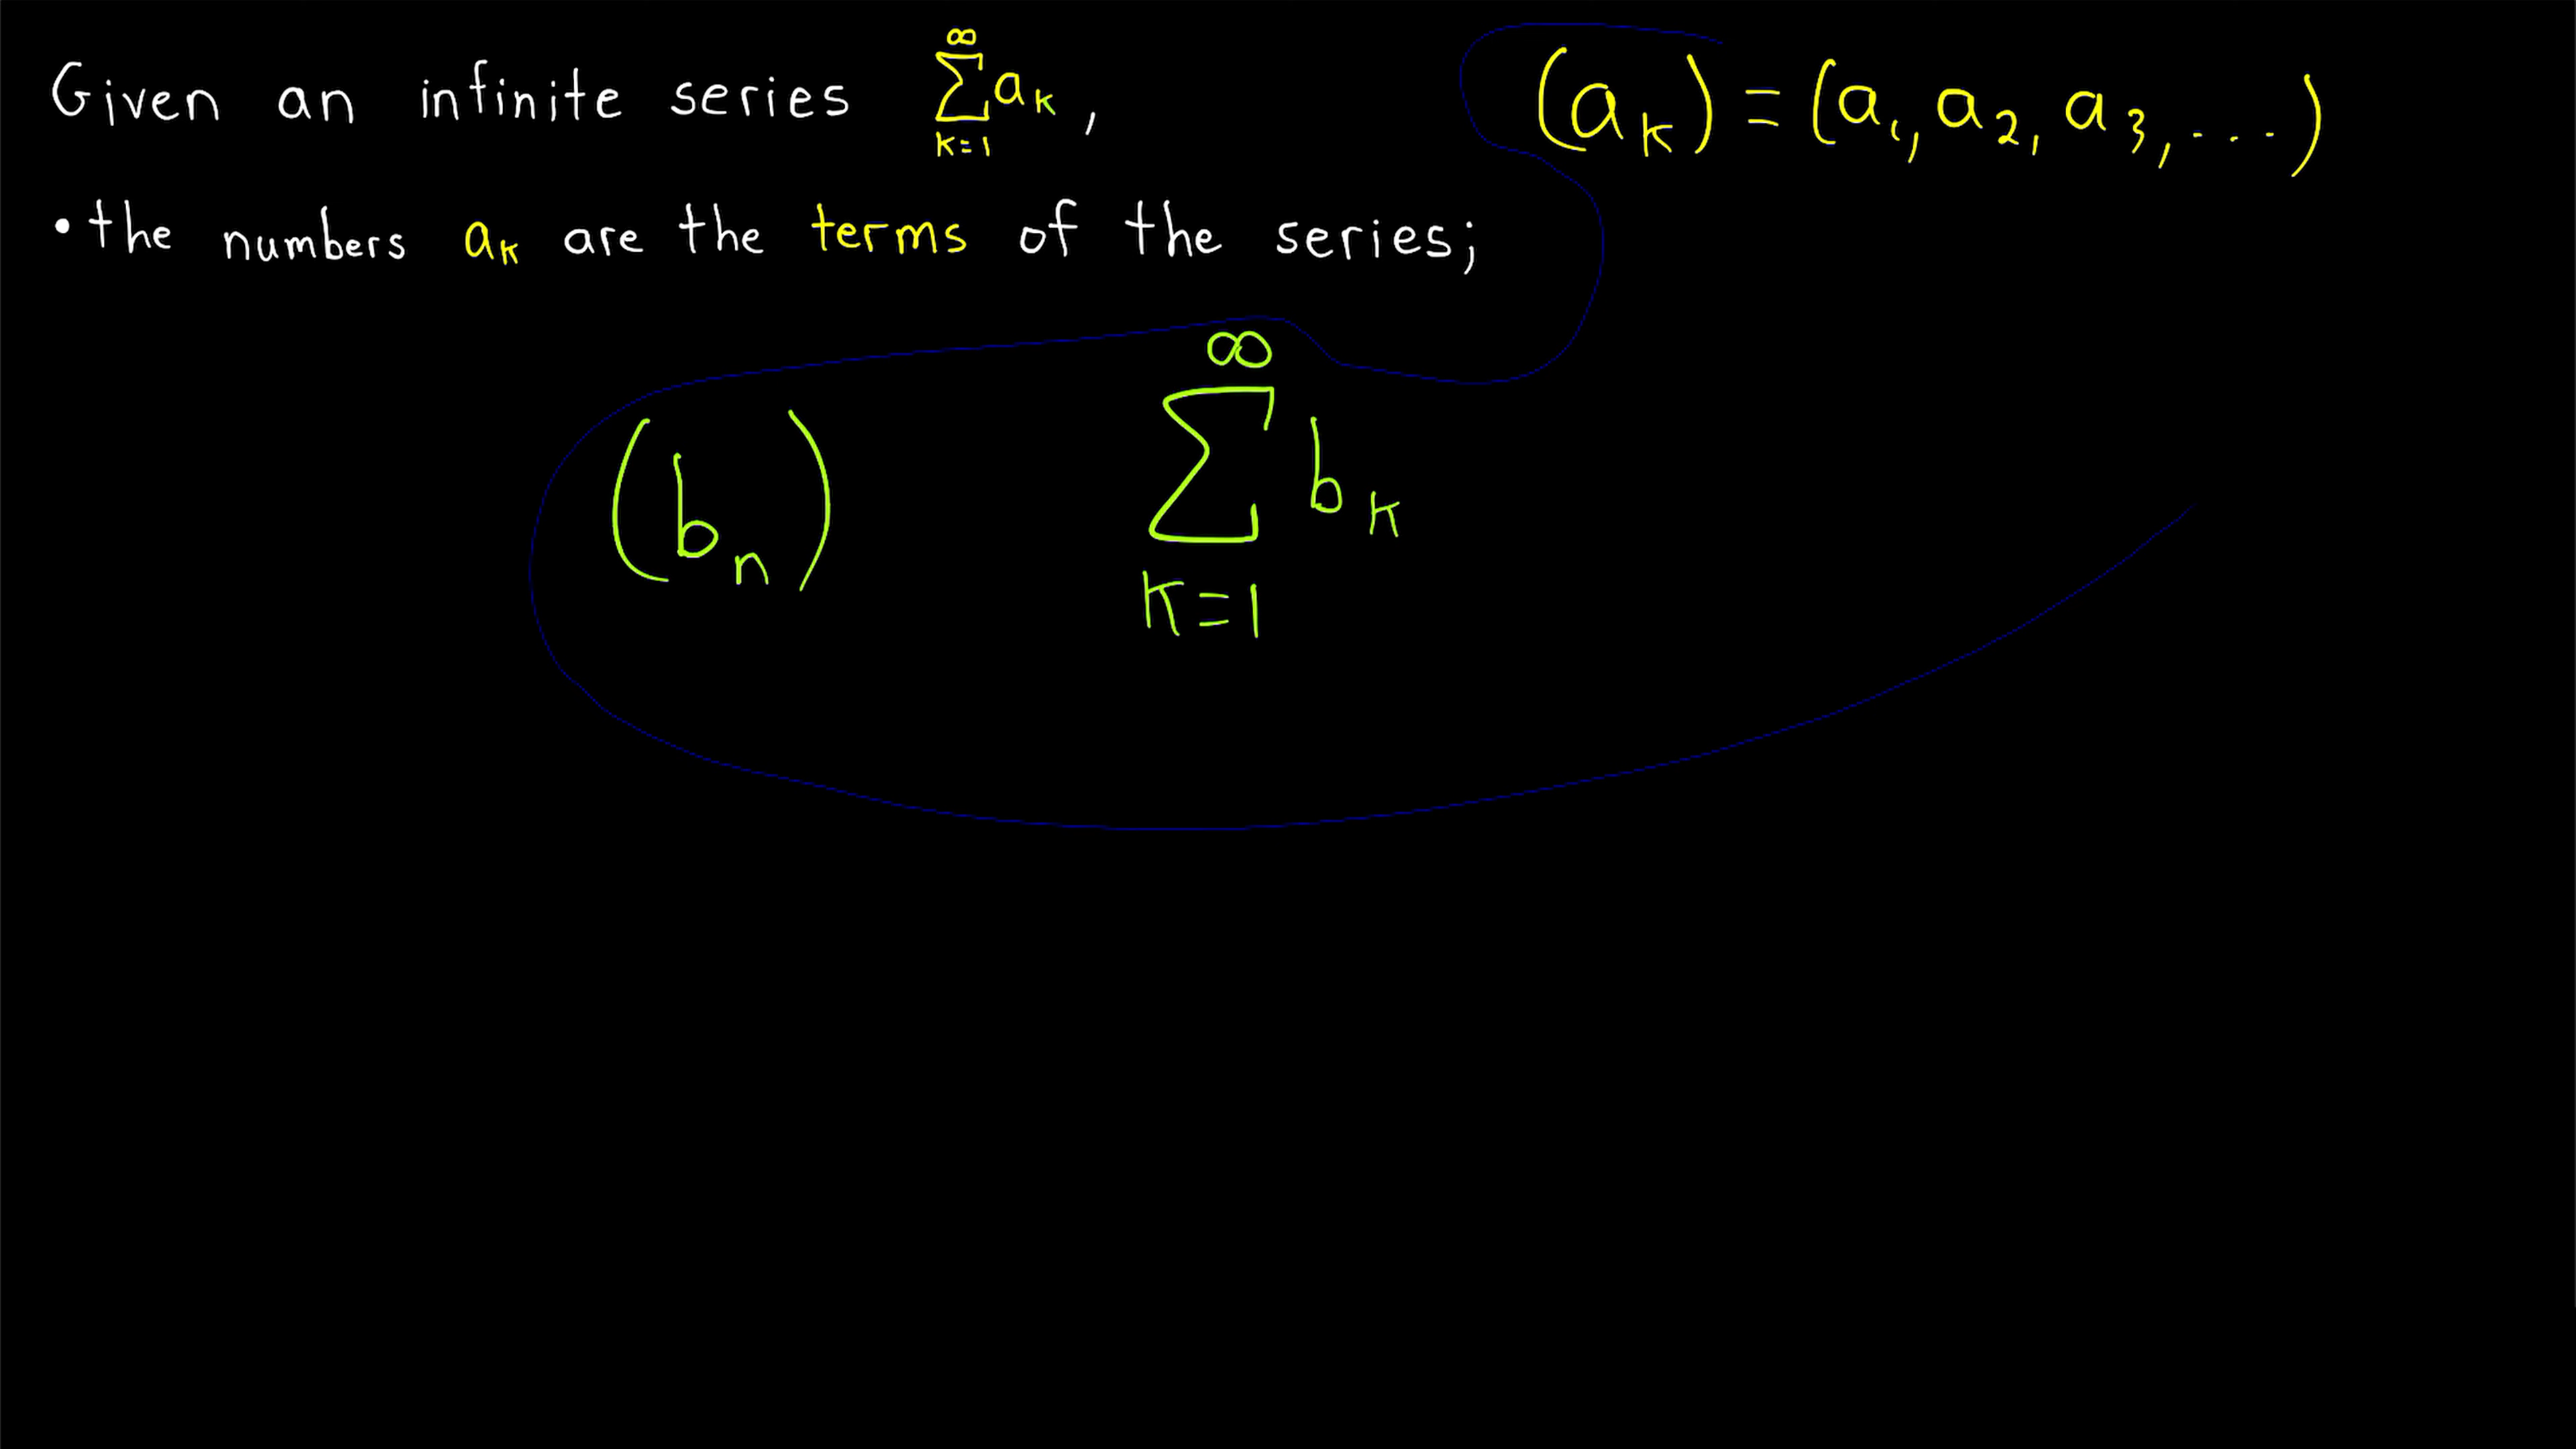 Given an infinite series ∑_{k=1}^{∞} a_k, (a_k) = (a_1, a_2, a_3, ...)
• the numbers a_k are the terms of the series;
(b_n) ∑_{k=1}^{∞} b_k